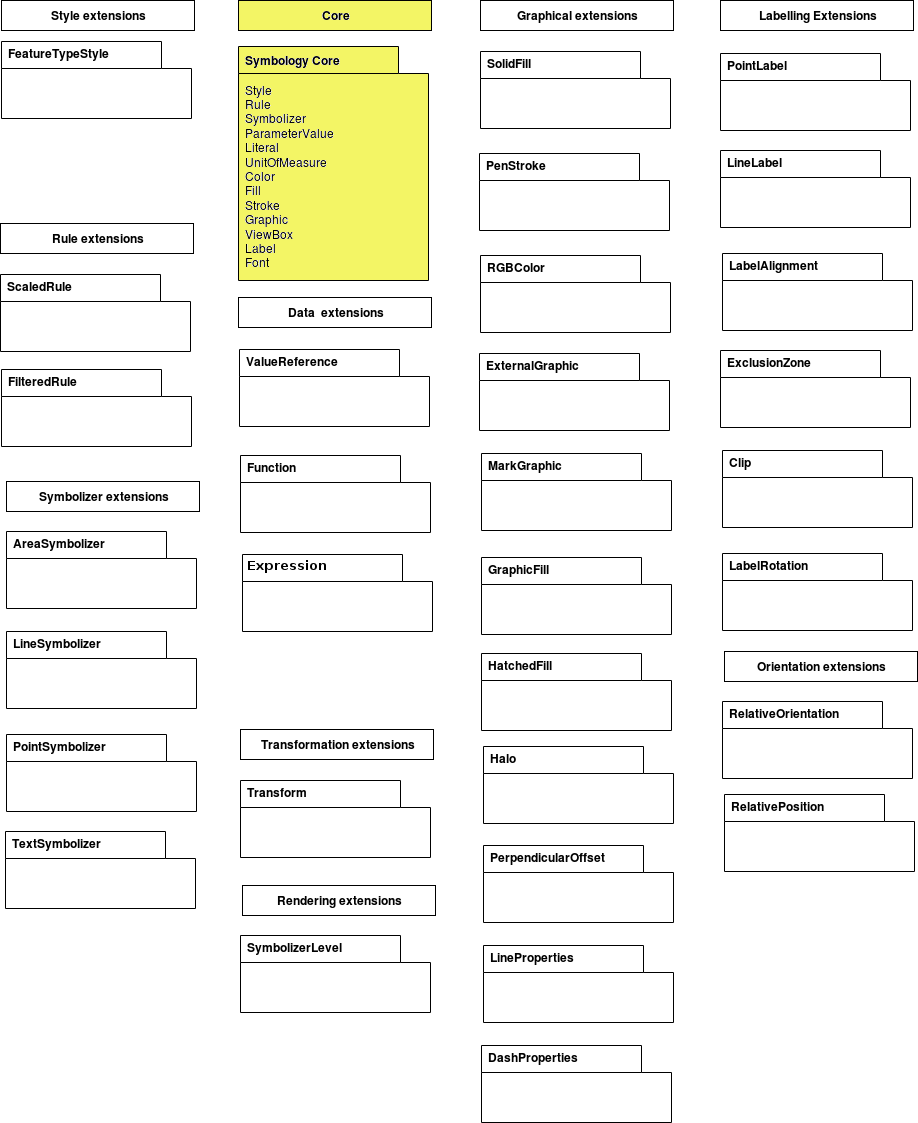 Style extensions
FeatureTypeStyle
Rule extensions
ScaledRule
FilteredRule
Symbolizer extensions
AreaSymbolizer
LineSymbolizer
PointSymbolizer
TextSymbolizer
Core
Symbology Core
Style
Rule
Symbolizer
ParameterValue
Literal
UnitOfMeasure
Color
Fill
Stroke
Graphic
ViewBox
Label
Font
Data extensions
ValueReference
Function
Expression
Transformation extensions
Transform
Rendering extensions
SymbolizerLevel
Graphical extensions
SolidFill
PenStroke
RGBColor
ExternalGraphic
MarkGraphic
GraphicFill
HatchedFill
Halo
PerpendicularOffset
LineProperties
DashProperties
Labelling Extensions
PointLabel
LineLabel
LabelAlignment
ExclusionZone
Clip
LabelRotation
Orientation extensions
RelativeOrientation
RelativePosition